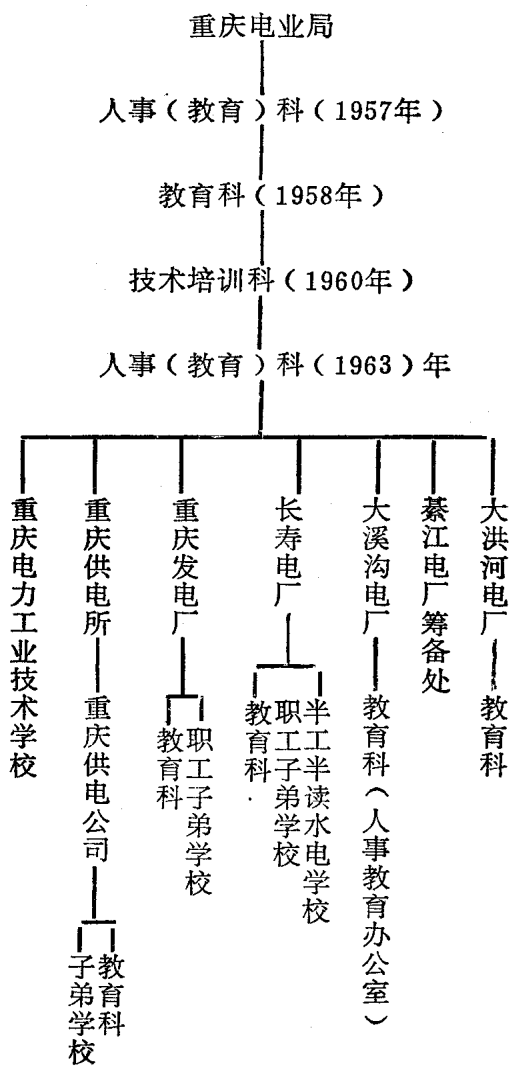 重庆电业局
人事（教育）科（1957年）
教育科（1958年）
技术培训科（1960年）
人事（教育）科（1963）年
重庆电力工业技术学校
重庆供电所
重庆供电公司
子弟学校
教育科
重庆发电厂
教育科
职工子弟学校
长寿电厂
教育科
职工子弟学校
半工半读水电学校
大溪沟电厂
教育科（人事教育办公室）
綦江电厂筹备处
大洪河电厂
教育科